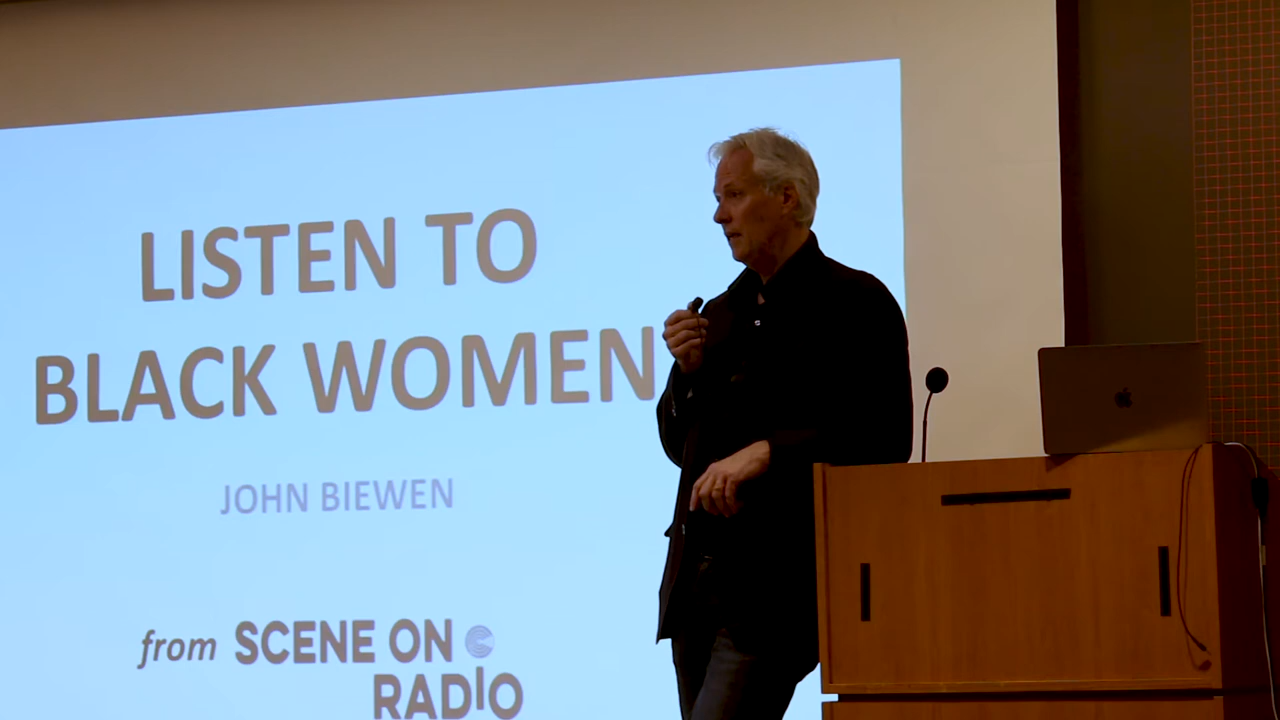 LISTEN TO
BLACK WOMEN
JOHN BIEWEN
from SCENE ON
RADIO